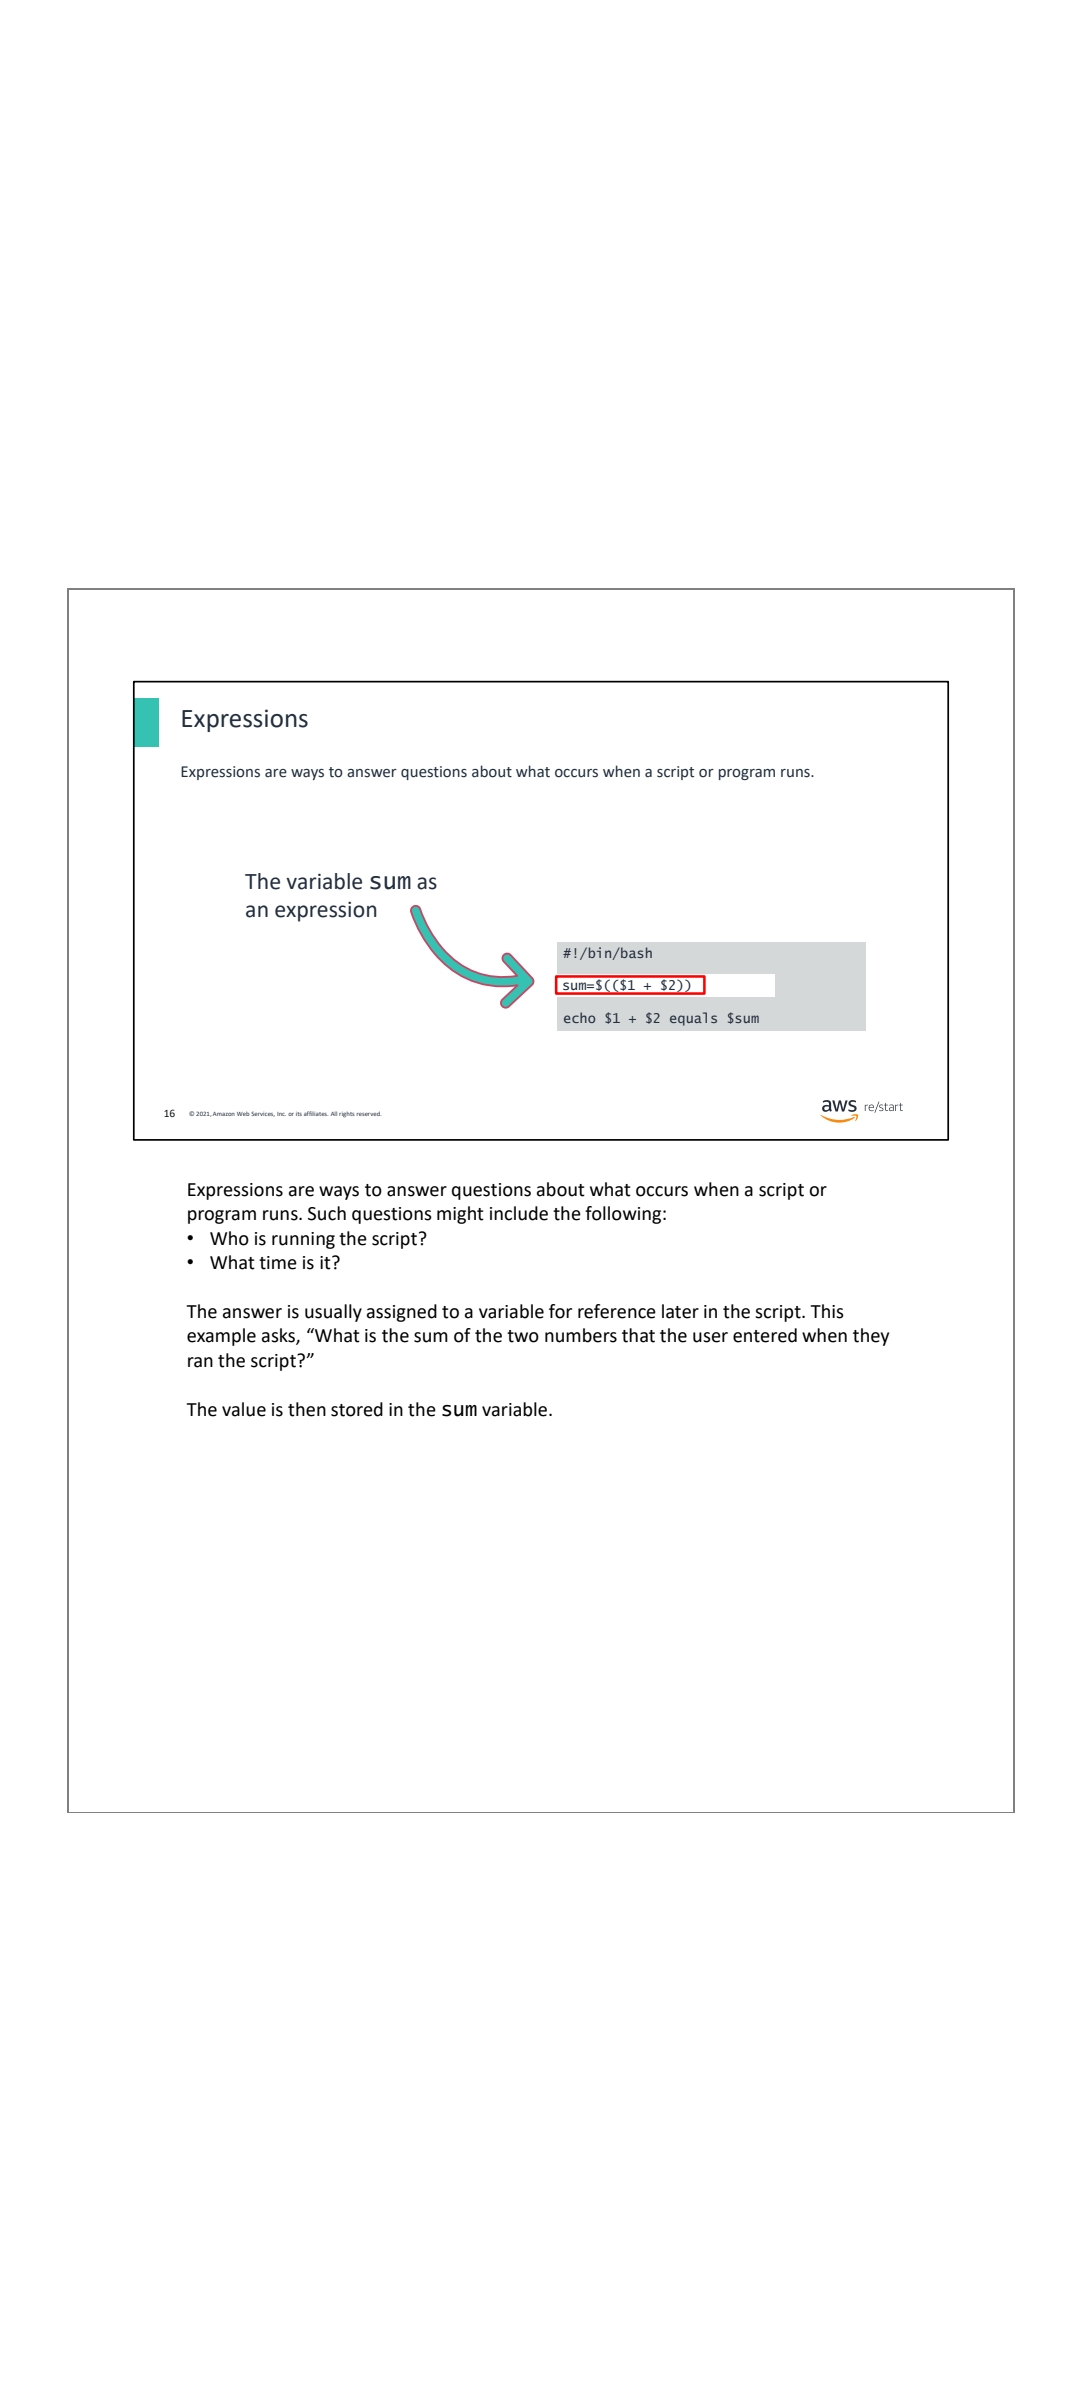 Expressions
Expressions are ways to answer questions about what occurs when a script or program runs.
The variable sum as
an expression
#!/bin/bash
sum=$(($1 + $2))
echo $1 + $2 equals $sum
16 © 2021, Amazon Web Services, Inc. or its affiliates. All rights reserved.
aws re/start
Expressions are ways to answer questions about what occurs when a script or
program runs. Such questions might include the following:
• Who is running the script?
• What time is it?
The answer is usually assigned to a variable for reference later in the script. This
example asks, “What is the sum of the two numbers that the user entered when they
ran the script?”
The value is then stored in the sum variable.